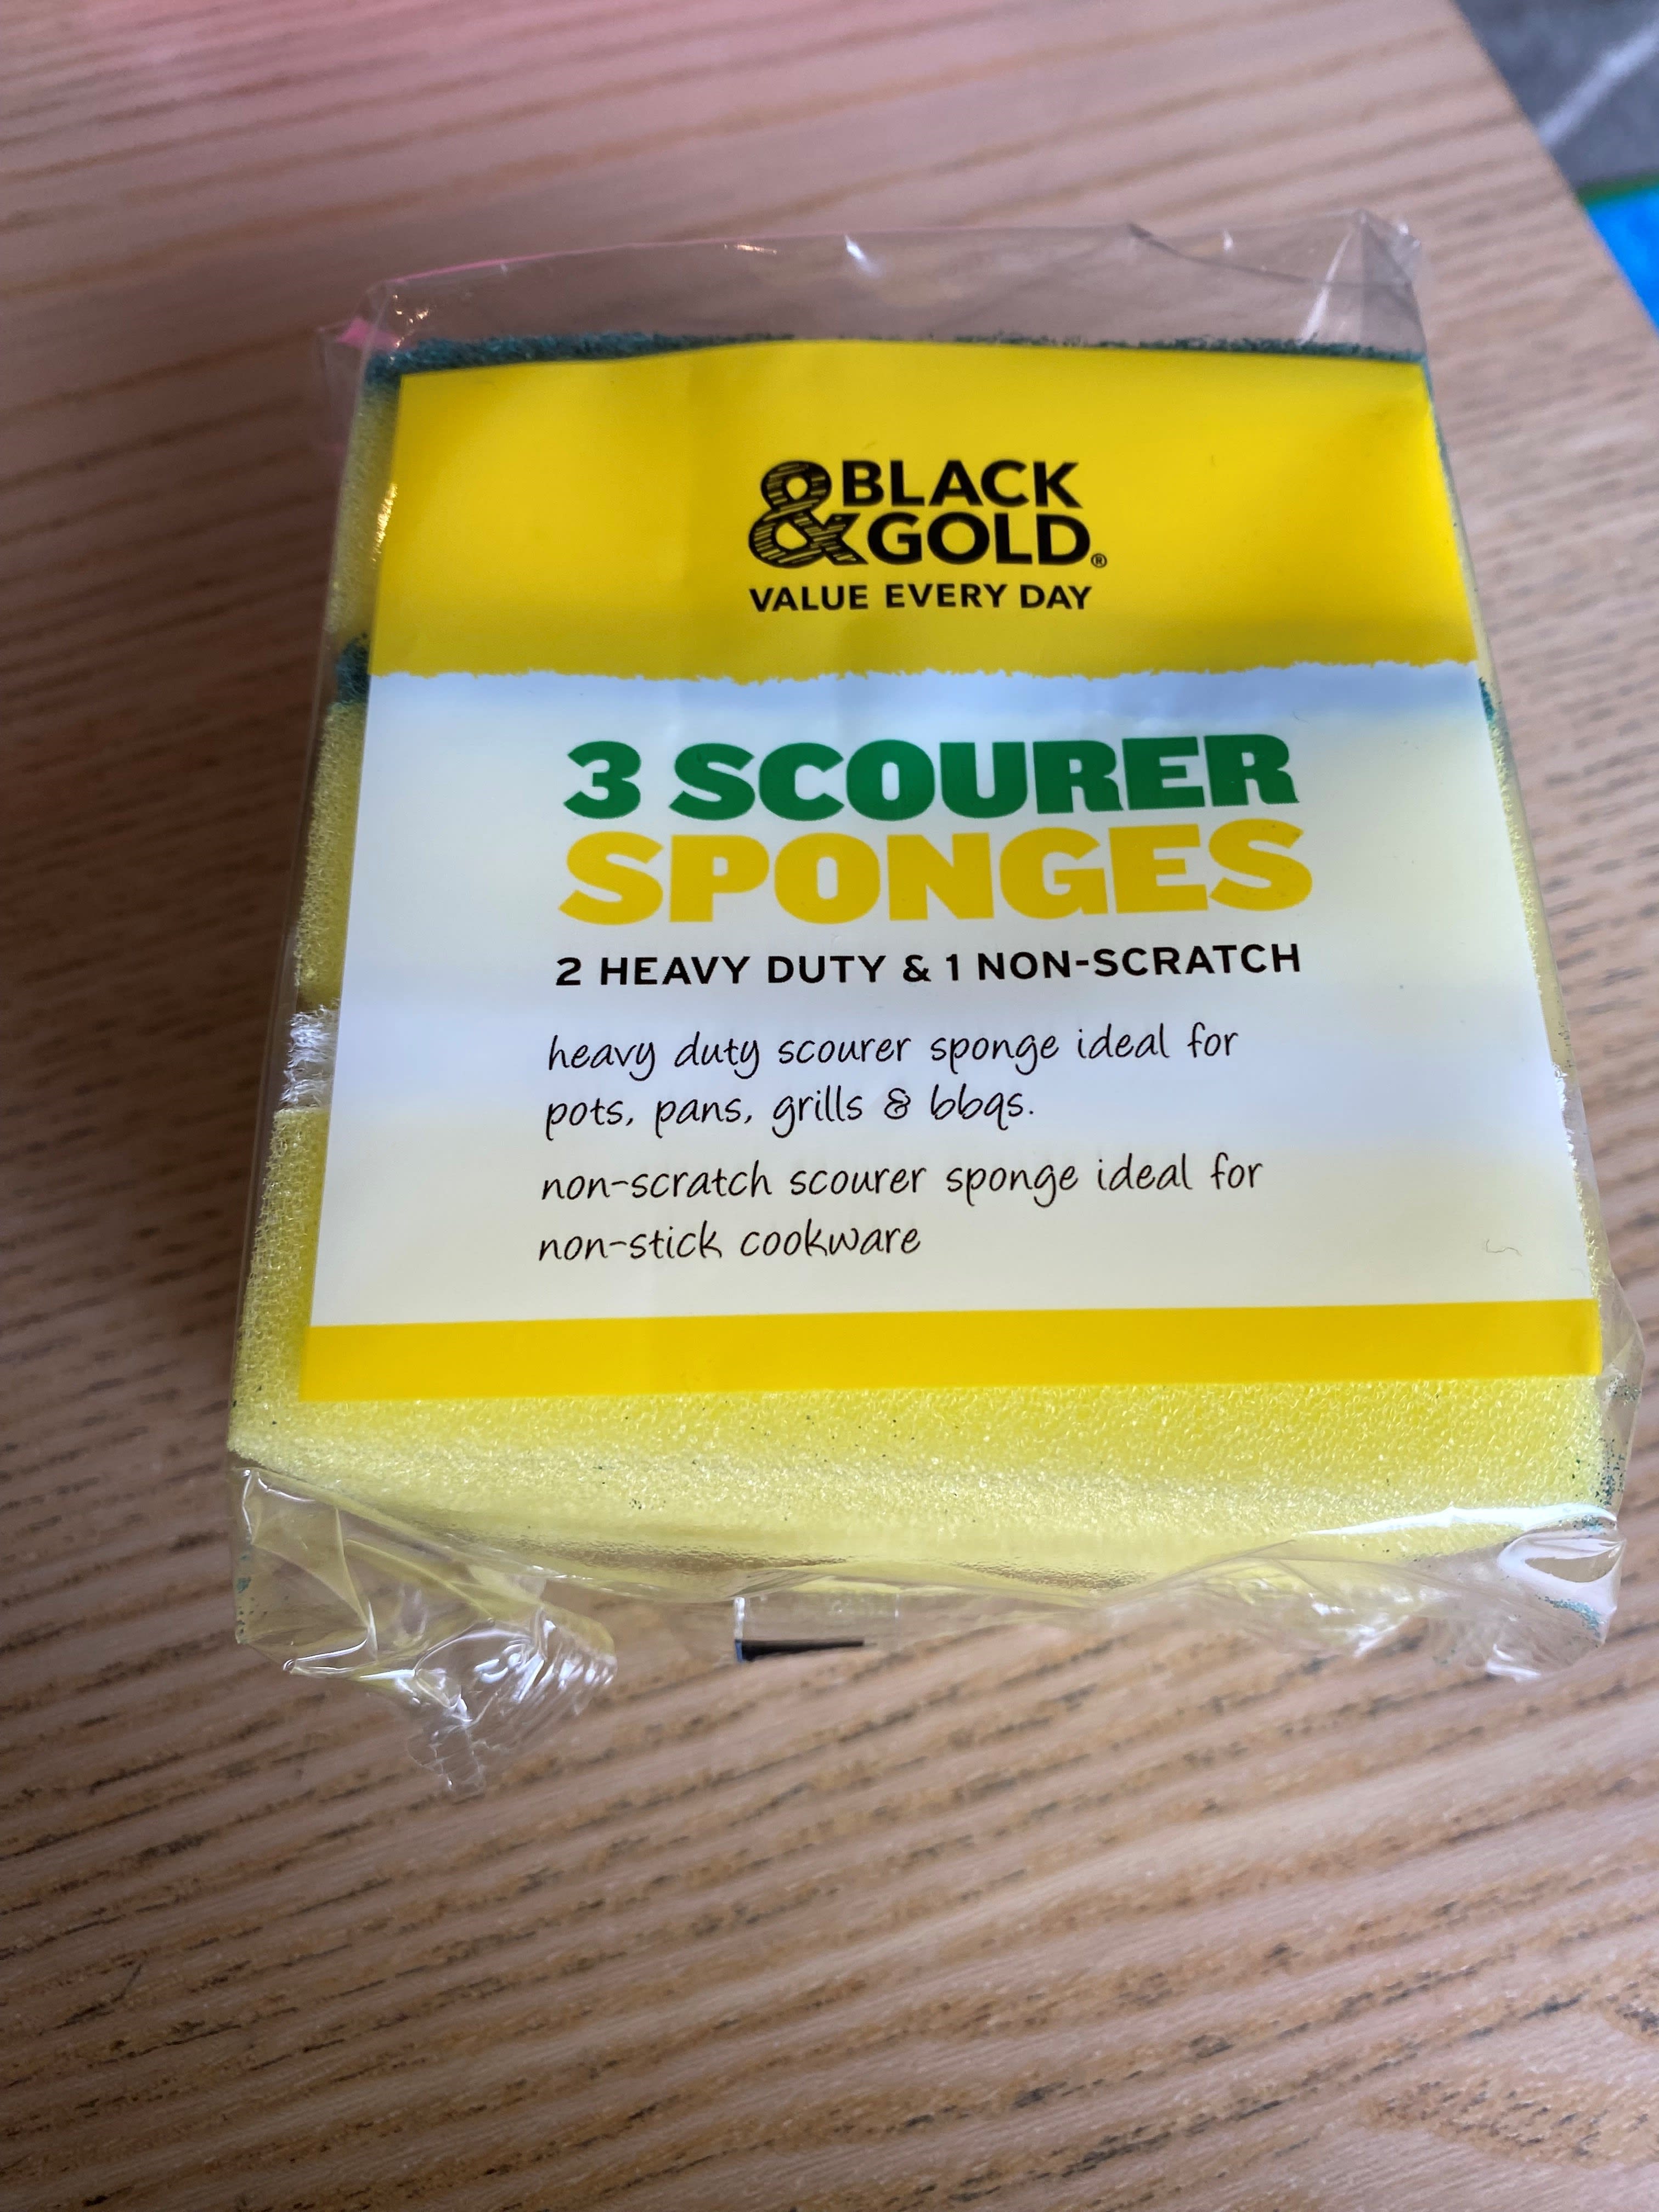 &BLACK
GOLD®
VALUE EVERY DAY
3 SCOURER
SPONGES
2 HEAVY DUTY & 1 NON-SCRATCH
heavy duty scourer sponge ideal for
pots, pans, grills & bbqs.
non-scratch scourer sponge ideal for
non-stick cookware